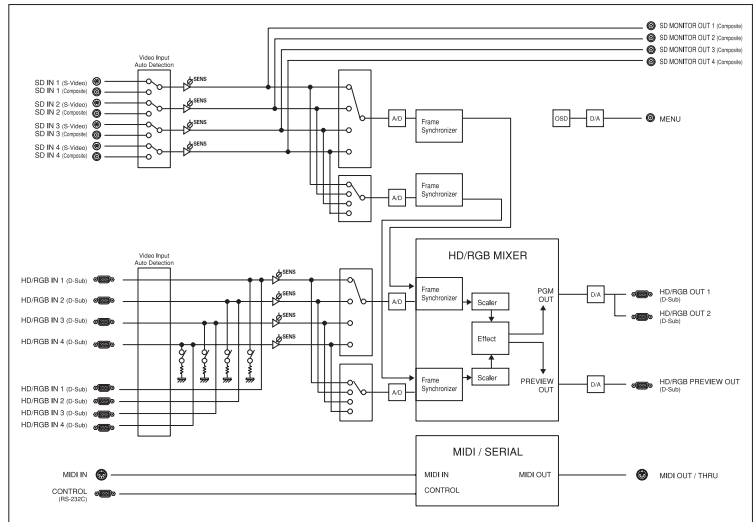 SD MONITOR OUT 1 (Composite)
SD MONITOR OUT 2 (Composite)
SD MONITOR OUT 3 (Composite)
SD MONITOR OUT 4 (Composite)
Video Input
Auto Detection
SD IN 1 (S-Video)
SD IN 1 (Composite)
SD IN 2 (S-Video)
SD IN 2 (Composite)
SD IN 3 (S-Video)
SD IN 3 (Composite)
SD IN 4 (S-Video)
SD IN 4 (Composite)
SENS
SENS
SENS
SENS
A/D
Frame
Synchronizer
OSD
D/A
MENU
A/D
Frame
Synchronizer
Video Input
Auto Detection
HD/RGB IN 1 (D-Sub)
HD/RGB IN 2 (D-Sub)
HD/RGB IN 3 (D-Sub)
HD/RGB IN 4 (D-Sub)
SENS
SENS
SENS
SENS
HD/RGB IN 1 (D-Sub)
HD/RGB IN 2 (D-Sub)
HD/RGB IN 3 (D-Sub)
HD/RGB IN 4 (D-Sub)
A/D
A/D
HD/RGB MIXER
Frame
Synchronizer
Scaler
Effect
Frame
Synchronizer
Scaler
PGM
OUT
PREVIEW
OUT
D/A
HD/RGB OUT 1
(D-Sub)
HD/RGB OUT 2
(D-Sub)
D/A
HD/RGB PREVIEW OUT
(D-Sub)
MIDI / SERIAL
MIDI IN
MIDI IN
MIDI OUT
MIDI OUT / THRU
CONTROL
(RS-232C)
CONTROL